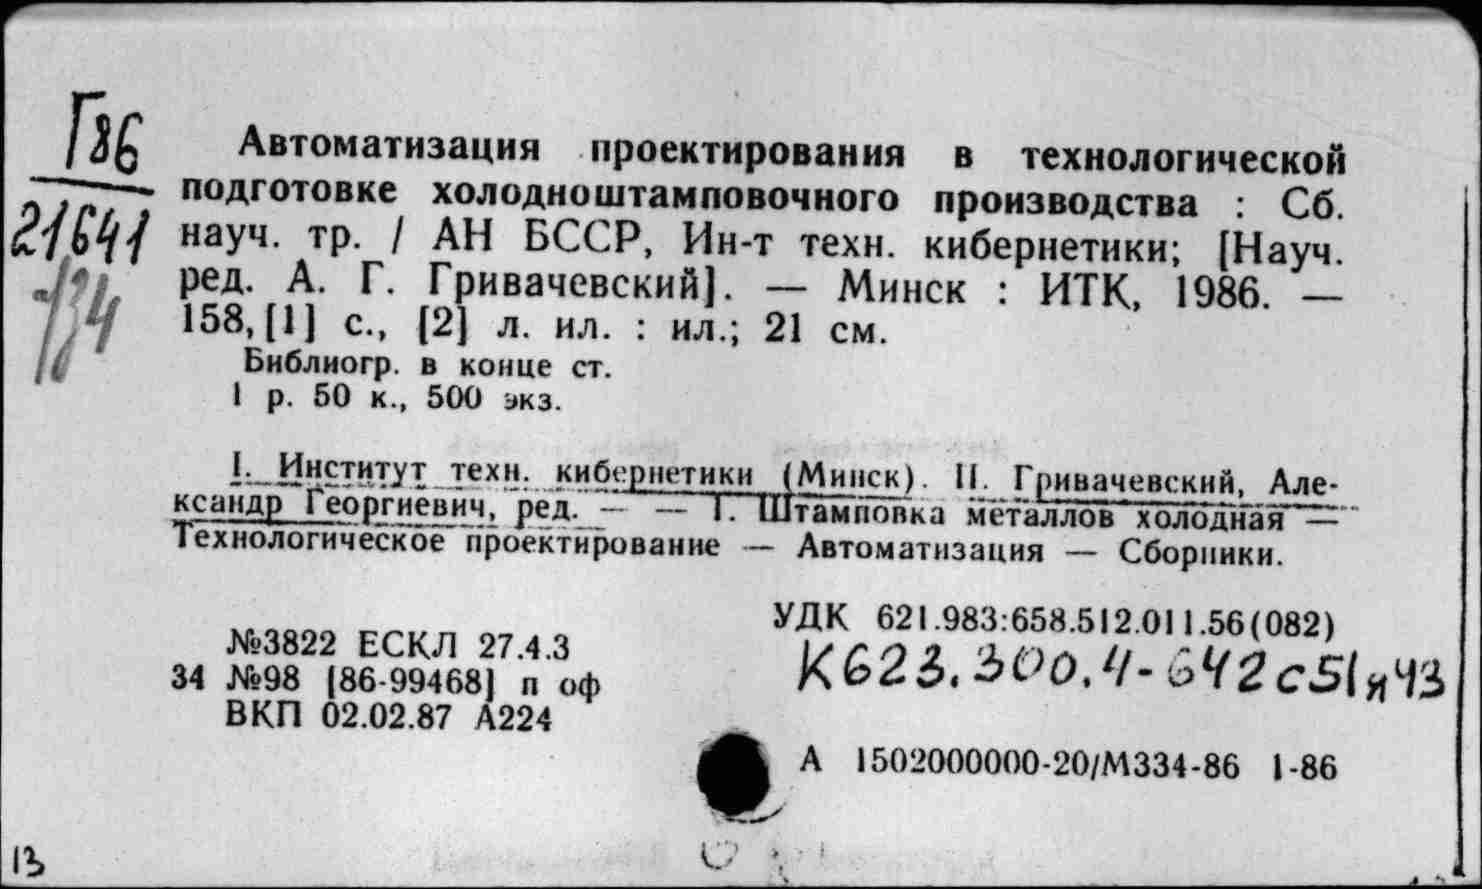 Г86
21641
Автоматизация проектирования в технологической
подготовке холодноштамповочного производства : Сб.
науч. тр. / АН БССР, Ин-т техн. кибернетики; [Науч.
ред. А. Г. Гривачевский]. — Минск : ИТК, 1986. —
158, [1] с., [2] л. ил. : ил.; 21 см.
Библиогр. в конце ст.
1 р. 50 к., 500 экз.
I. Институт техн. кибернетики (Минск). II. Гривачевский, Але-
ксандр Георгиевич, ред. — — 1. Штамповка металлов холодная —
Технологическое проектирование — Автоматизация — Сборники.
УДК 621.983:658.512.011.56(082)
№3822 ЕСКЛ 27.4.3
34 №98 [86-99468] п оф
ВКП 02.02.87 А224
К623.300.4-642с51я43
А 1502000000-20/М334-86 1-86